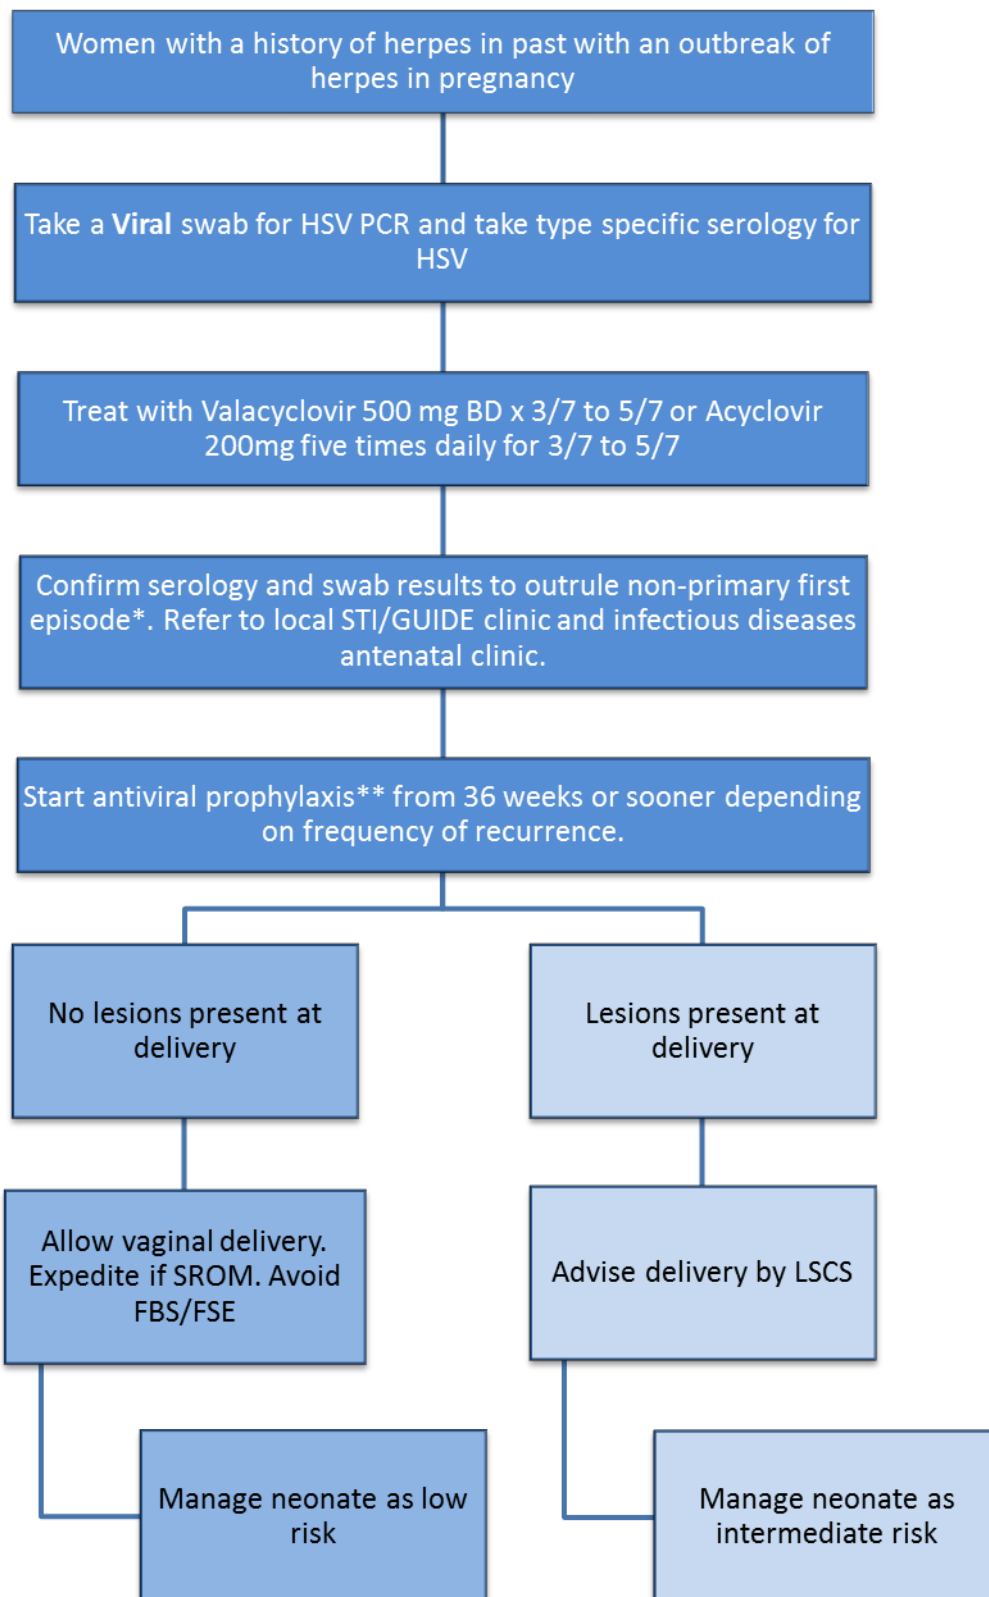 Women with a history of herpes in past with an outbreak of
herpes in pregnancy
Take a Viral swab for HSV PCR and take type specific serology for
HSV
Treat with Valacyclovir 500 mg BD x 3/7 to 5/7 or Acyclovir
200mg five times daily for 3/7 to 5/7
Confirm serology and swab results to outrule non-primary first
episode*. Refer to local STI/GUIDE clinic and infectious diseases
antenatal clinic.
Start antiviral prophylaxis** from 36 weeks or sooner depending
on frequency of recurrence.
No lesions present at
delivery
Allow vaginal delivery.
Expedite if SROM. Avoid
FBS/FSE
Manage neonate as low
risk
Lesions present at
delivery
Advise delivery by LSCS
Manage neonate as
intermediate risk